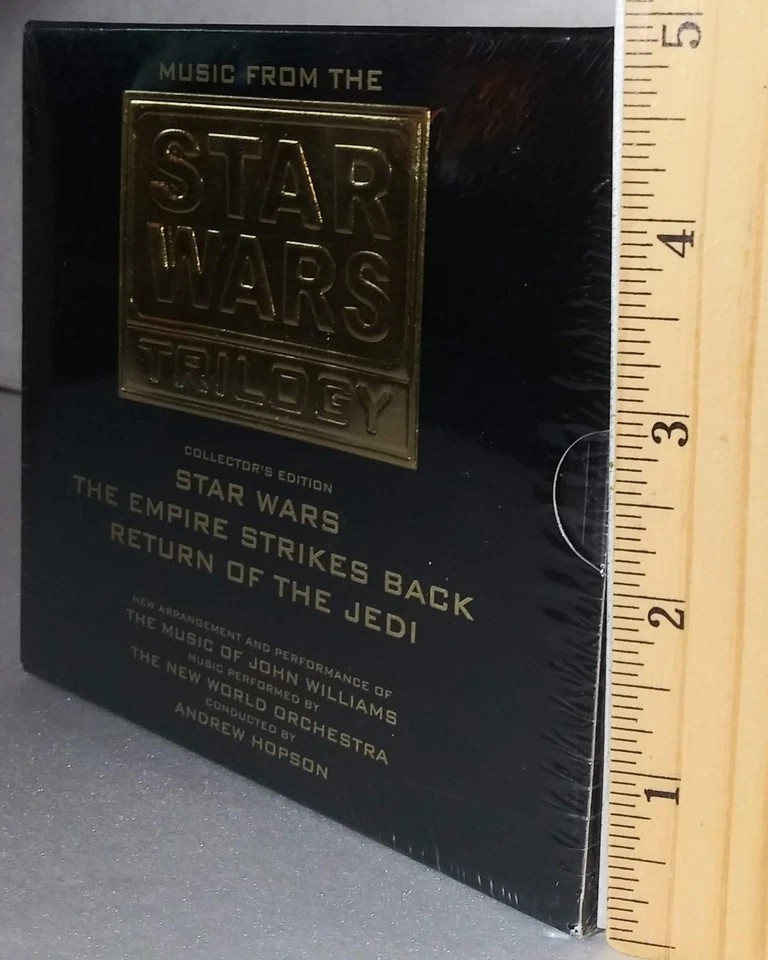 MUSIC FROM THE
STAR
WARS
TRILOGY
COLLECTOR'S EDITION
STAR WARS
THE EMPIRE STRIKES BACK
RETURN OF THE JEDI
NEW ARRANGEMENT AND PERFORMANCE OF
THE MUSIC OF JOHN WILLIAMS
MUSIC PERFORMED BY
THE NEW WORLD ORCHESTRA
CONDUCTED BY
ANDREW HOPSON
5
4
3
2
1